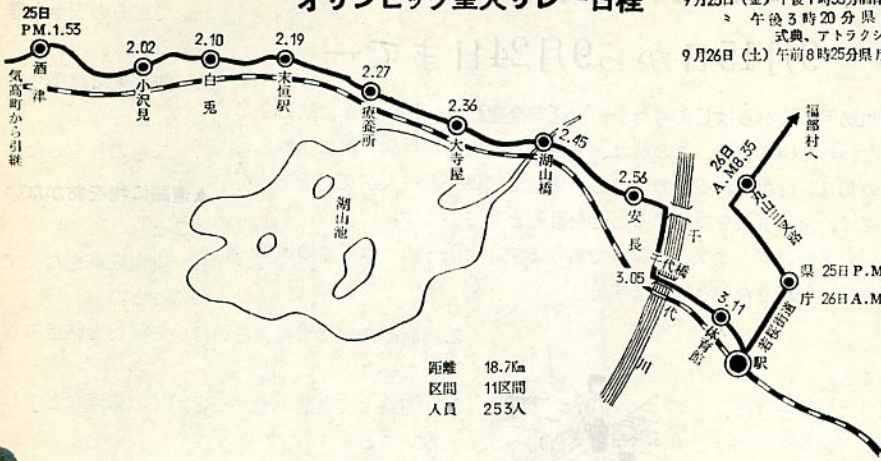 オリンピック聖火リレー日程
9月25日(金)午後1時53分
〃 午後3時20分県
式典、アトラクシ
9月26日(土)午前8時25分県庁
25日
PM.1.53
酒津
気高町から引継
2.02
小沢見
2.10
白兎
2.19
末恒駅
2.27
療養所
2.36
大寺屋
2.45
湖山橋
2.56
安長
湖山池
千代橋
3.05
千代川
3.11
体育館
駅
若桜街道
県庁
25日P.M
26日A.M
丸山三叉路
26日
A.M8.35
福部村へ
距離 18.7Km
区間 11区間
人員 253人